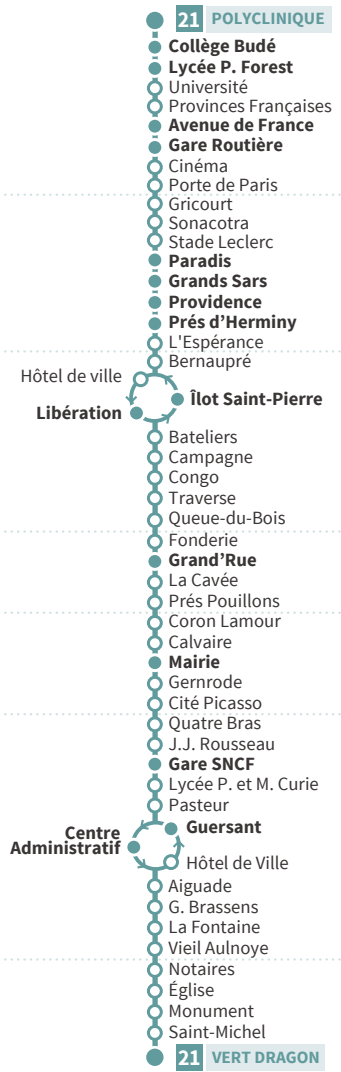 21 POLYCLINIQUE
Collège Budé
Lycée P. Forest
Université
Provinces Françaises
Avenue de France
Gare Routière
Cinéma
Porte de Paris
Gricourt
Sonacotra
Stade Leclerc
Paradis
Grands Sars
Providence
Prés d’Herminy
L'Espérance
Bernaupré
Hôtel de ville
Îlot Saint-Pierre
Libération
Bateliers
Campagne
Congo
Traverse
Queue-du-Bois
Fonderie
Grand’Rue
La Cavée
Prés Pouillons
Coron Lamour
Calvaire
Mairie
Gernrode
Cité Picasso
Quatre Bras
J.J. Rousseau
Gare SNCF
Lycée P. et M. Curie
Pasteur
Guersant
Centre
Administratif
Hôtel de Ville
Aiguade
G. Brassens
La Fontaine
Vieil Aulnoye
Notaires
Église
Monument
Saint-Michel
21 VERT DRAGON